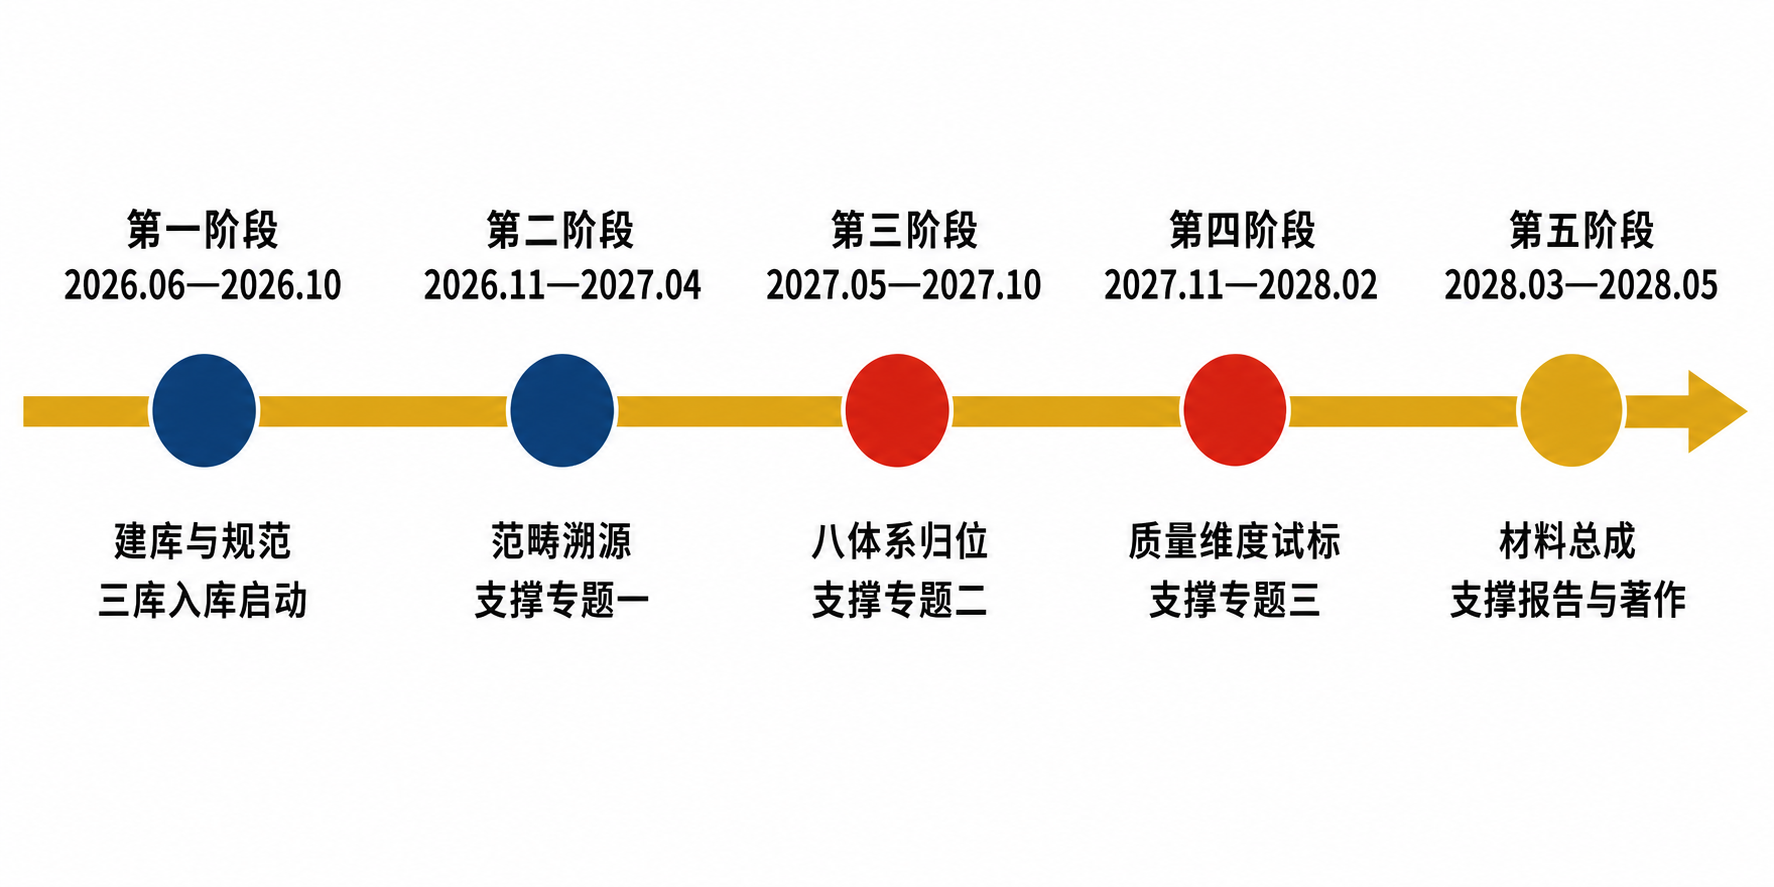 第一阶段
2026.06—2026.10
建库与规范
三库入库启动
第二阶段
2026.11—2027.04
范畴溯源
支撑专题一
第三阶段
2027.05—2027.10
八体系归位
支撑专题二
第四阶段
2027.11—2028.02
质量维度试标
支撑专题三
第五阶段
2028.03—2028.05
材料总成
支撑报告与著作